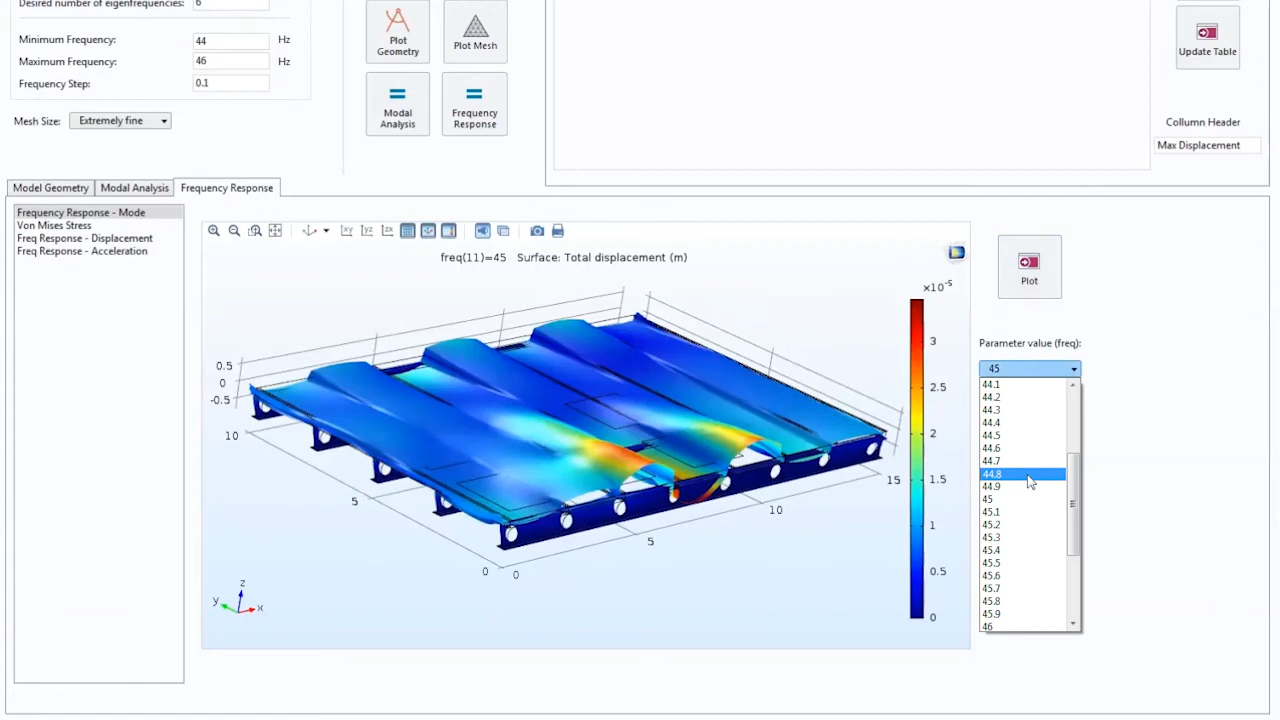 Desired number of eigenfrequencies: 6
Minimum Frequency: 44 Hz
Maximum Frequency: 46 Hz
Frequency Step: 0.1
Mesh Size: Extremely fine
Plot Geometry
Plot Mesh
Modal Analysis
Frequency Response
Update Table
Collumn Header
Max Displacement
Model Geometry Modal Analysis Frequency Response
Frequency Response - Mode
Von Mises Stress
Freq Response - Displacement
Freq Response - Acceleration
xy yz zx
freq(11)=45 Surface: Total displacement (m)
×10⁻⁵
3
2.5
2
1.5
1
0.5
0
0.5
0
-0.5
10
5
0
0
5
10
15
z
y
x
Plot
Parameter value (freq):
45
44.1
44.2
44.3
44.4
44.5
44.6
44.7
44.8
44.9
45
45.1
45.2
45.3
45.4
45.5
45.6
45.7
45.8
45.9
46